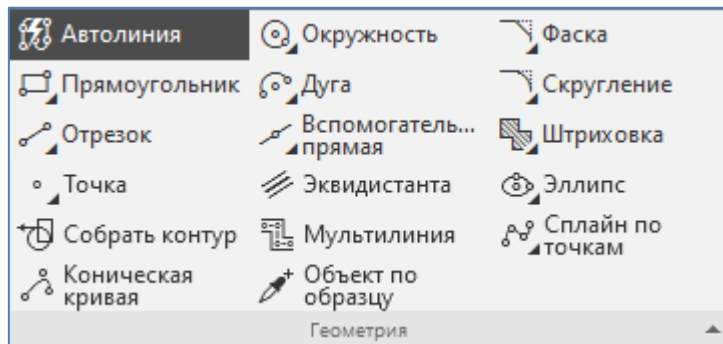 Автолиния
Окружность
Фаска
Прямоугольник
Дуга
Скругление
Отрезок
Вспомогатель...
прямая
Штриховка
Точка
Эквидистанта
Эллипс
Собрать контур
Мультилиния
Сплайн по
точкам
Коническая
кривая
Объект по
образцу
Геометрия